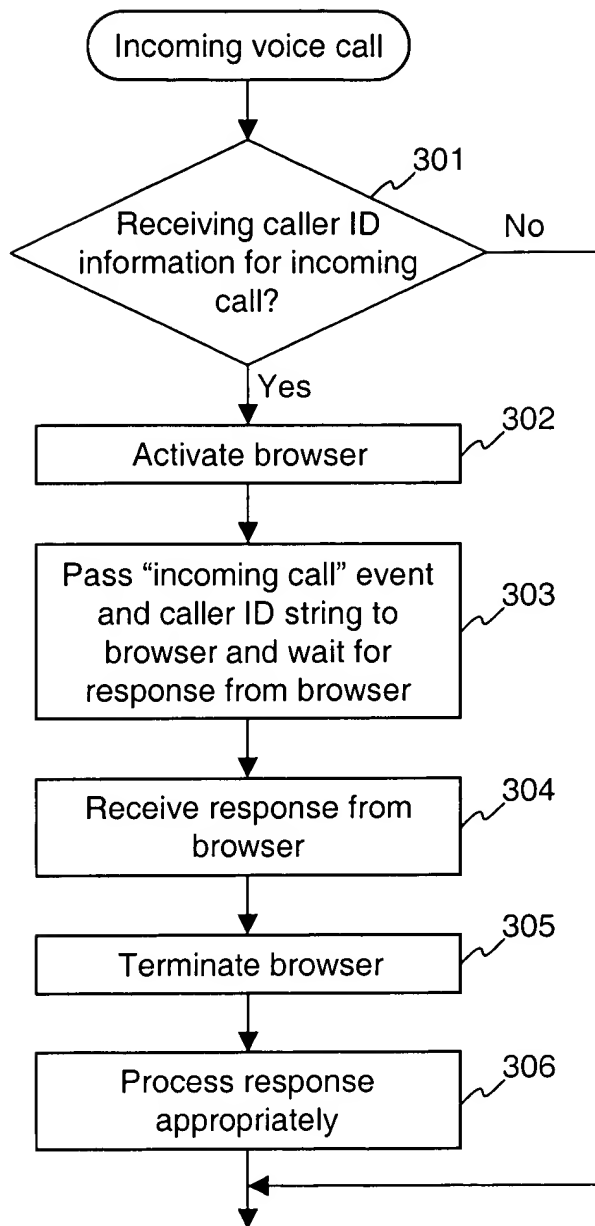 Incoming voice call
301
Receiving caller ID
information for incoming
call?
No
Yes
302
Activate browser
303
Pass “incoming call” event
and caller ID string to
browser and wait for
response from browser
304
Receive response from
browser
305
Terminate browser
306
Process response
appropriately